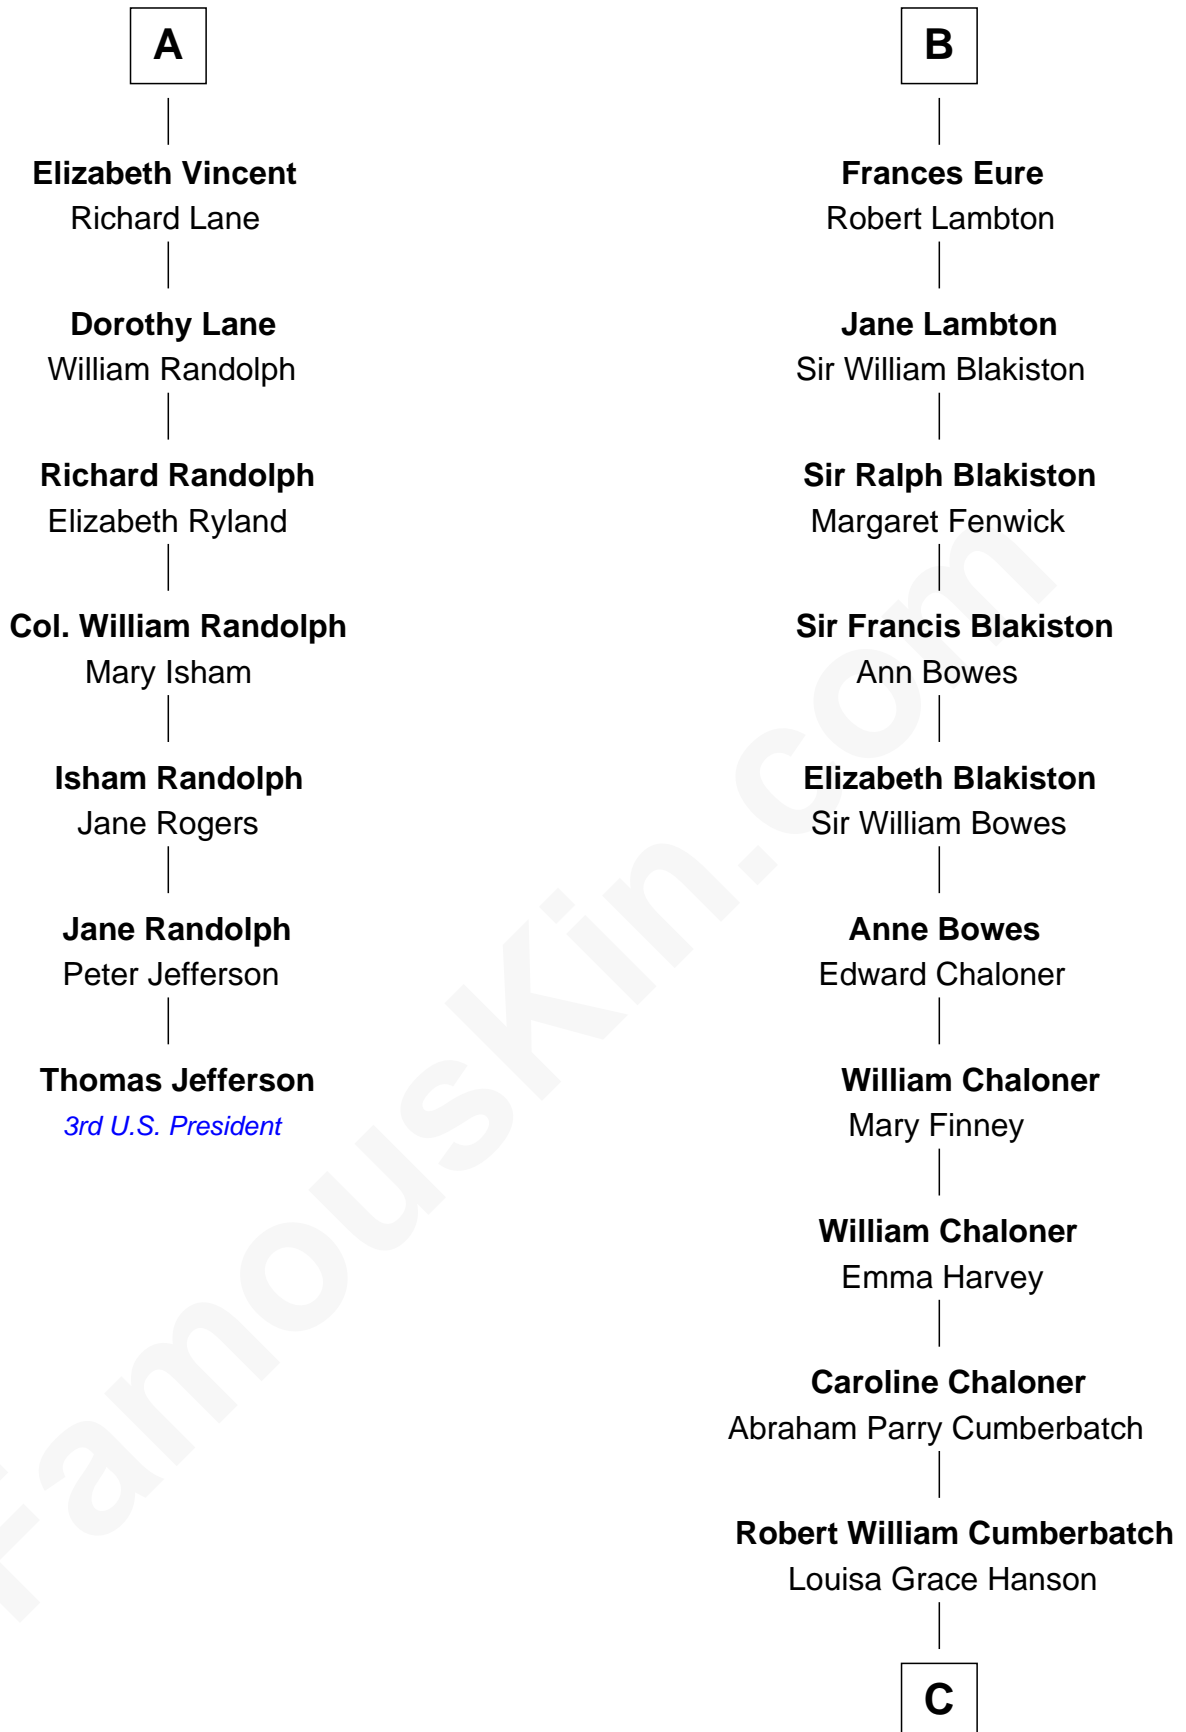 A
Elizabeth Vincent
Richard Lane
Dorothy Lane
William Randolph
Richard Randolph
Elizabeth Ryland
Col. William Randolph
Mary Isham
Isham Randolph
Jane Rogers
Jane Randolph
Peter Jefferson
Thomas Jefferson
3rd U.S. President
B
Frances Eure
Robert Lambton
Jane Lambton
Sir William Blakiston
Sir Ralph Blakiston
Margaret Fenwick
Sir Francis Blakiston
Ann Bowes
Elizabeth Blakiston
Sir William Bowes
Anne Bowes
Edward Chaloner
William Chaloner
Mary Finney
William Chaloner
Emma Harvey
Caroline Chaloner
Abraham Parry Cumberbatch
Robert William Cumberbatch
Louisa Grace Hanson
C
FamousKin.com